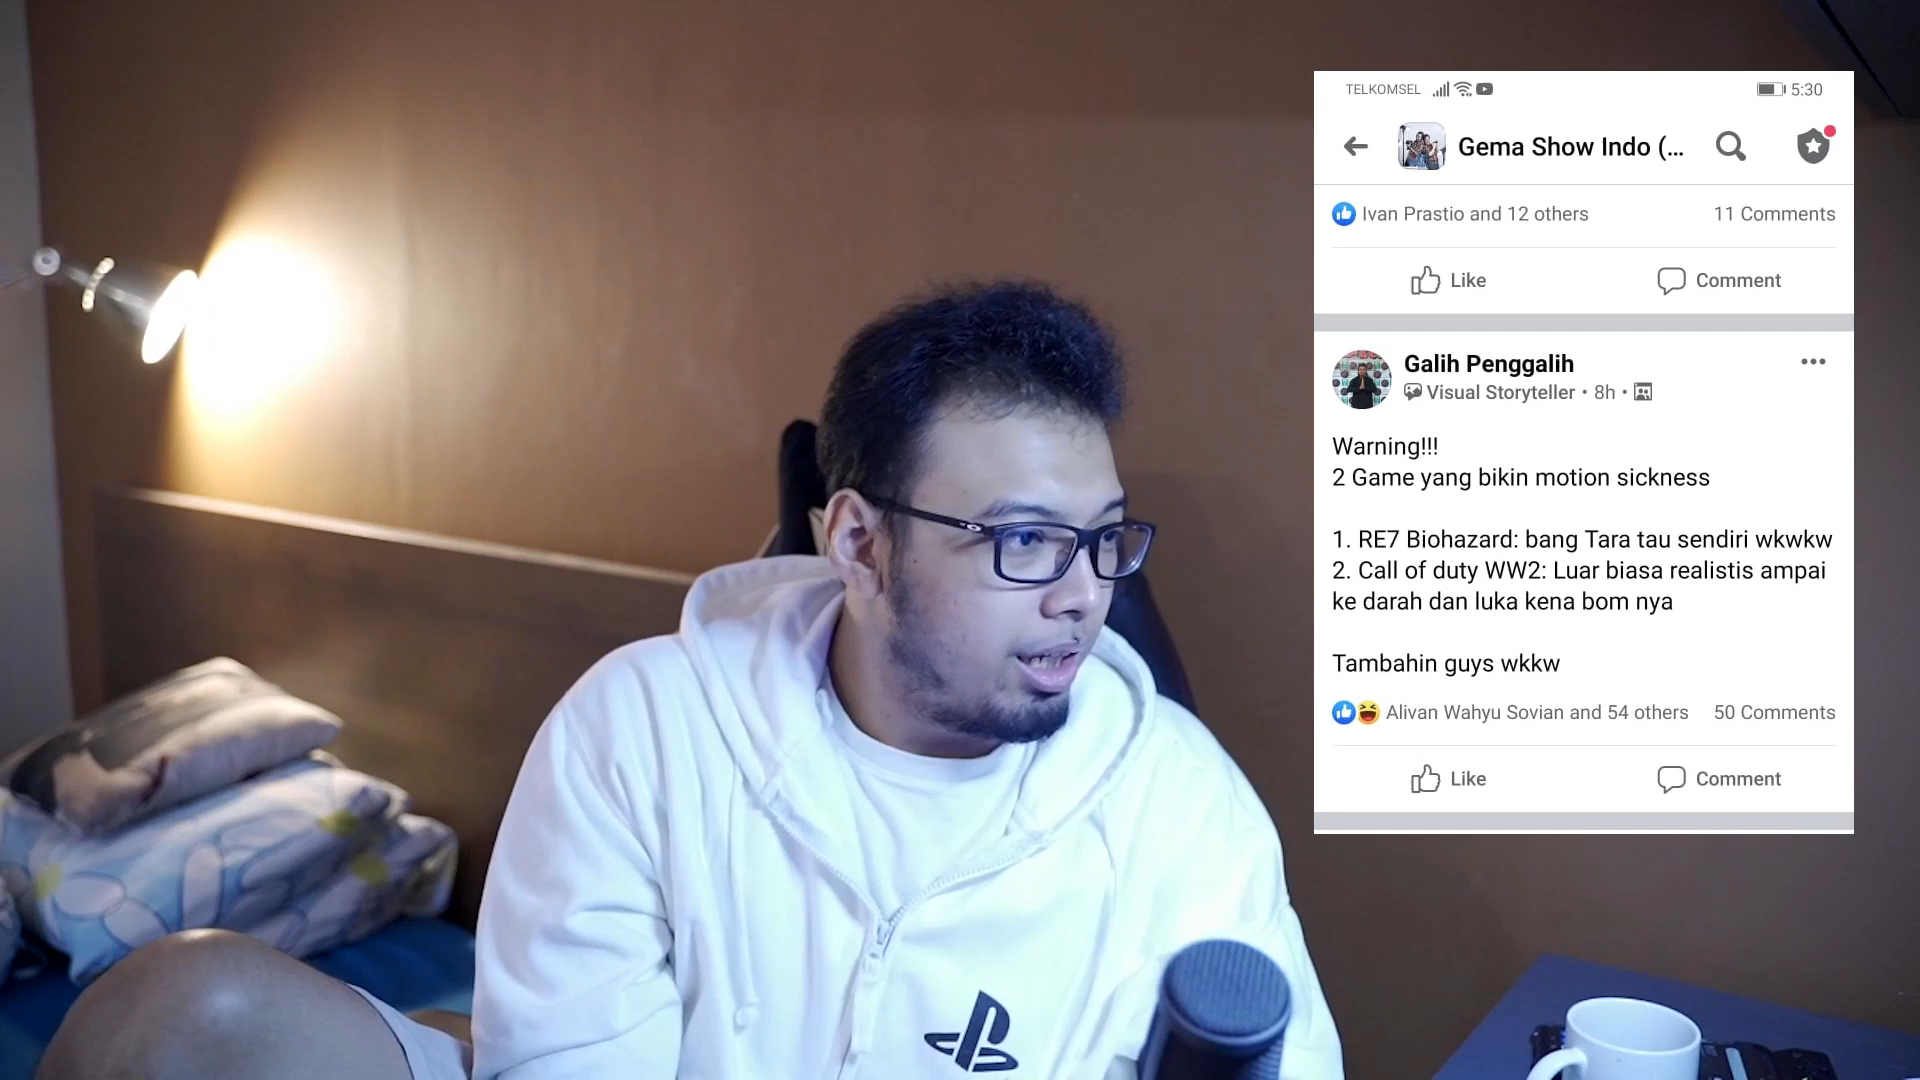 TELKOMSEL
5:30
Gema Show Indo (...
Ivan Prastio and 12 others
11 Comments
Like
Comment
Galih Penggalih
Visual Storyteller • 8h •
Warning!!!
2 Game yang bikin motion sickness
1. RE7 Biohazard: bang Tara tau sendiri wkwkw
2. Call of duty WW2: Luar biasa realistis ampai
ke darah dan luka kena bom nya
Tambahin guys wkkw
Alivan Wahyu Sovian and 54 others
50 Comments
Like
Comment